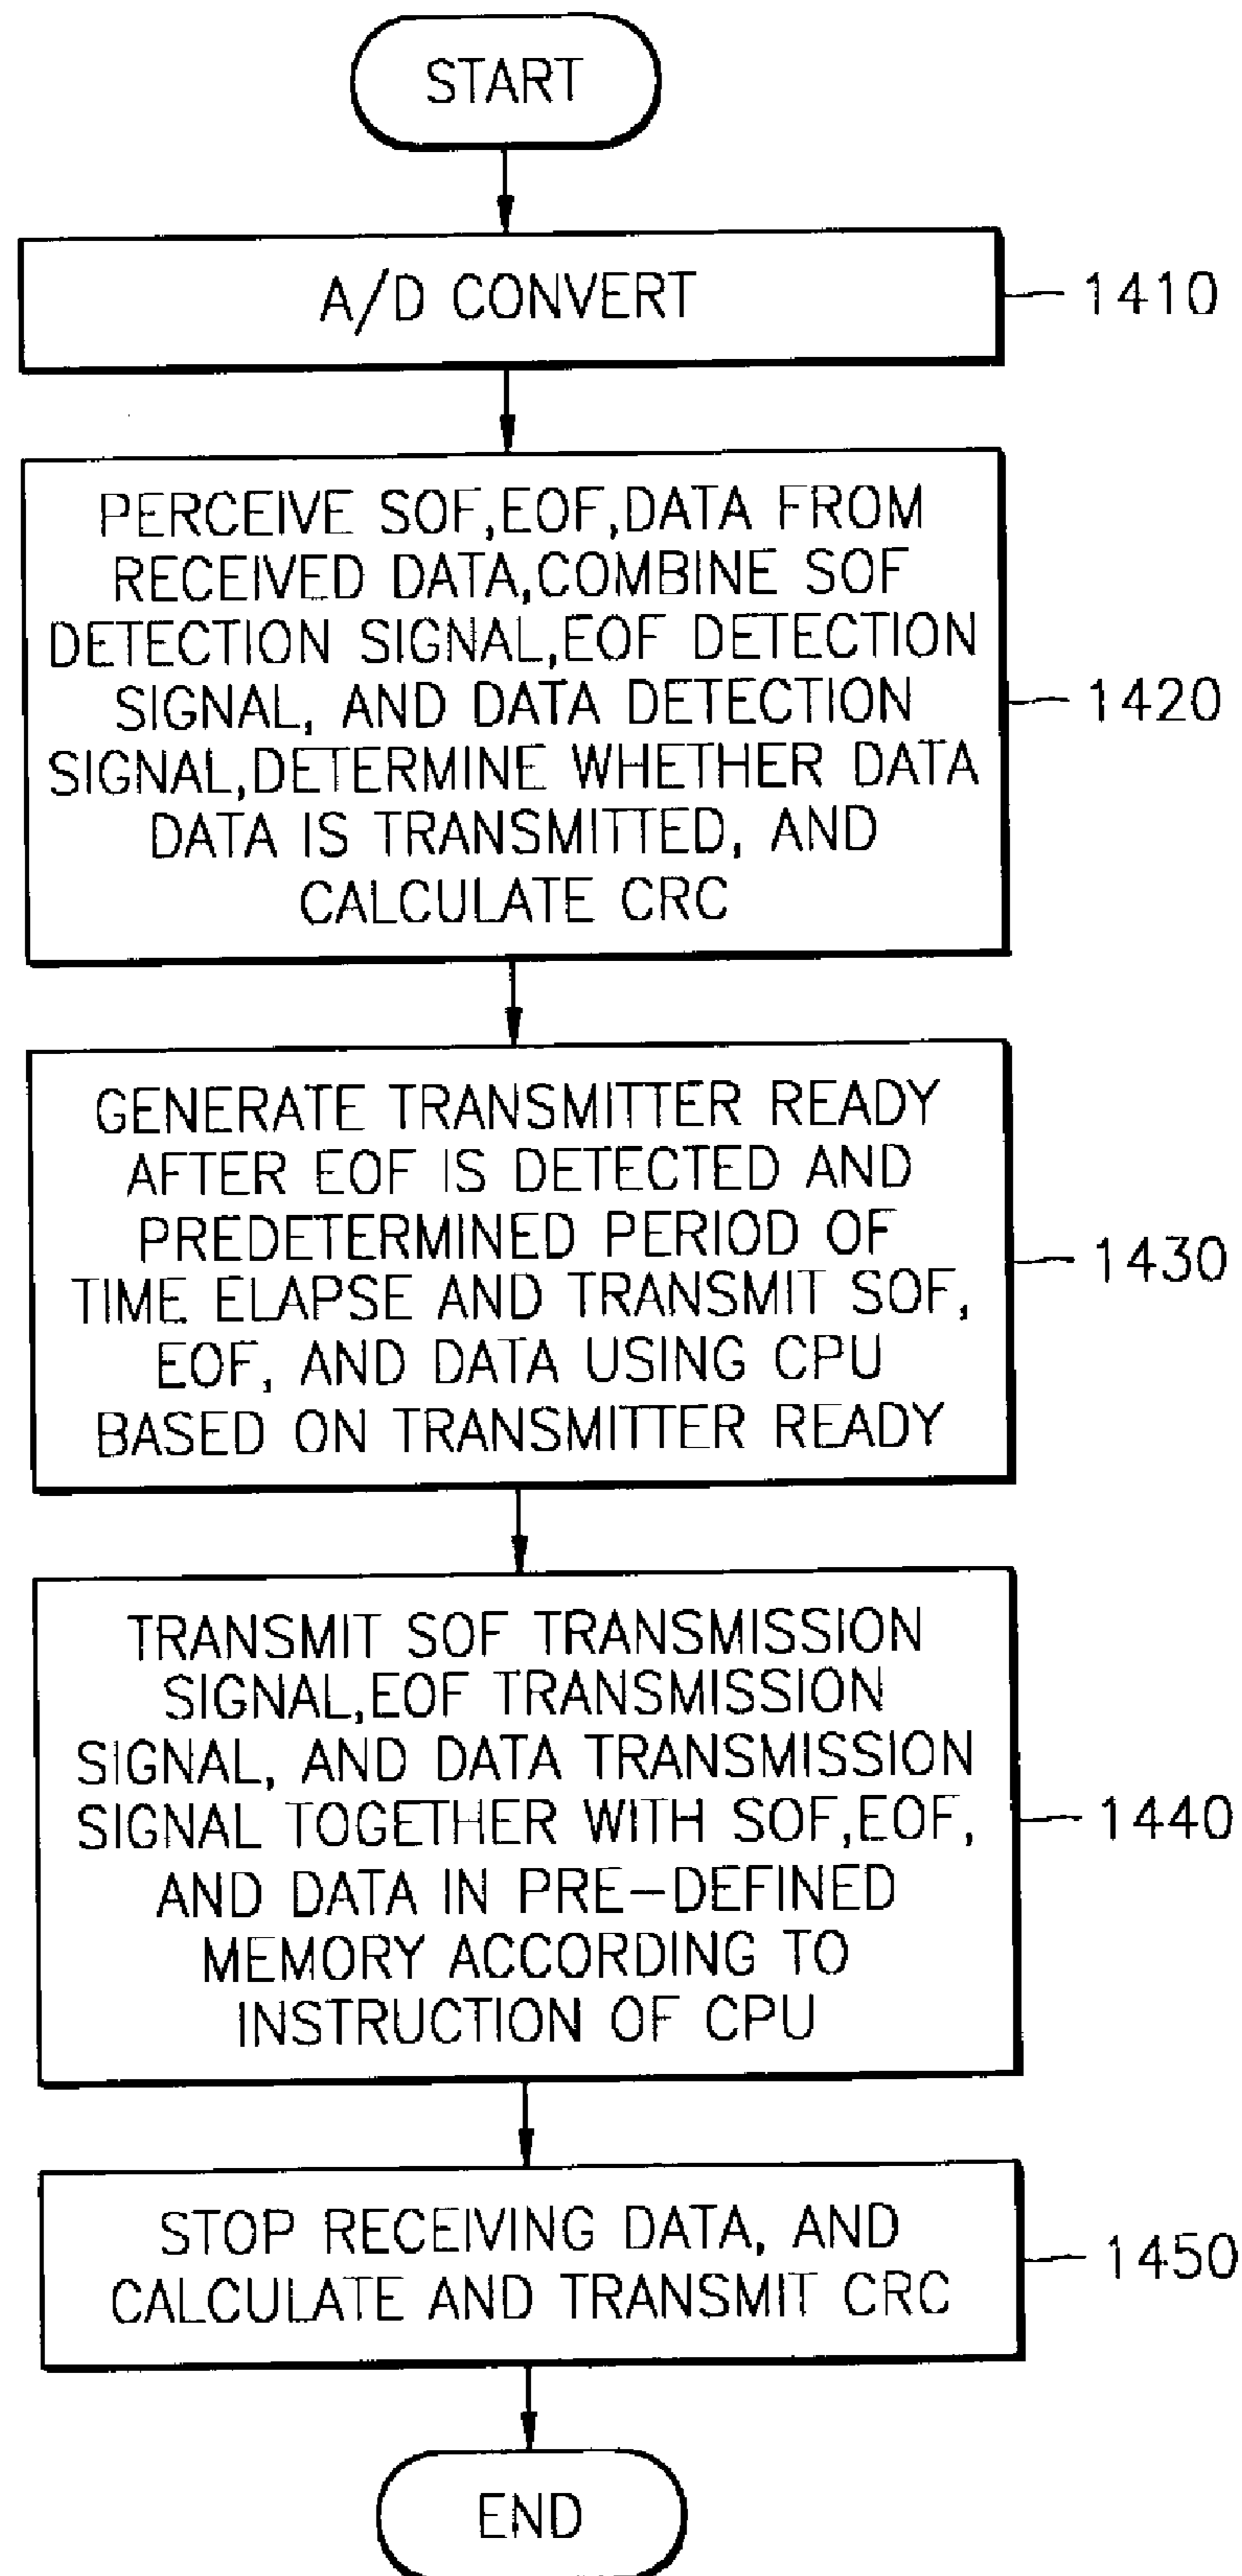 START
A/D CONVERT
1410
PERCEIVE SOF,EOF,DATA FROM
RECEIVED DATA,COMBINE SOF
DETECTION SIGNAL,EOF DETECTION
SIGNAL, AND DATA DETECTION
SIGNAL,DETERMINE WHETHER DATA
DATA IS TRANSMITTED, AND
CALCULATE CRC
1420
GENERATE TRANSMITTER READY
AFTER EOF IS DETECTED AND
PREDETERMINED PERIOD OF
TIME ELAPSE AND TRANSMIT SOF,
EOF, AND DATA USING CPU
BASED ON TRANSMITTER READY
1430
TRANSMIT SOF TRANSMISSION
SIGNAL,EOF TRANSMISSION
SIGNAL, AND DATA TRANSMISSION
SIGNAL TOGETHER WITH SOF,EOF,
AND DATA IN PRE-DEFINED
MEMORY ACCORDING TO
INSTRUCTION OF CPU
1440
STOP RECEIVING DATA, AND
CALCULATE AND TRANSMIT CRC
1450
END